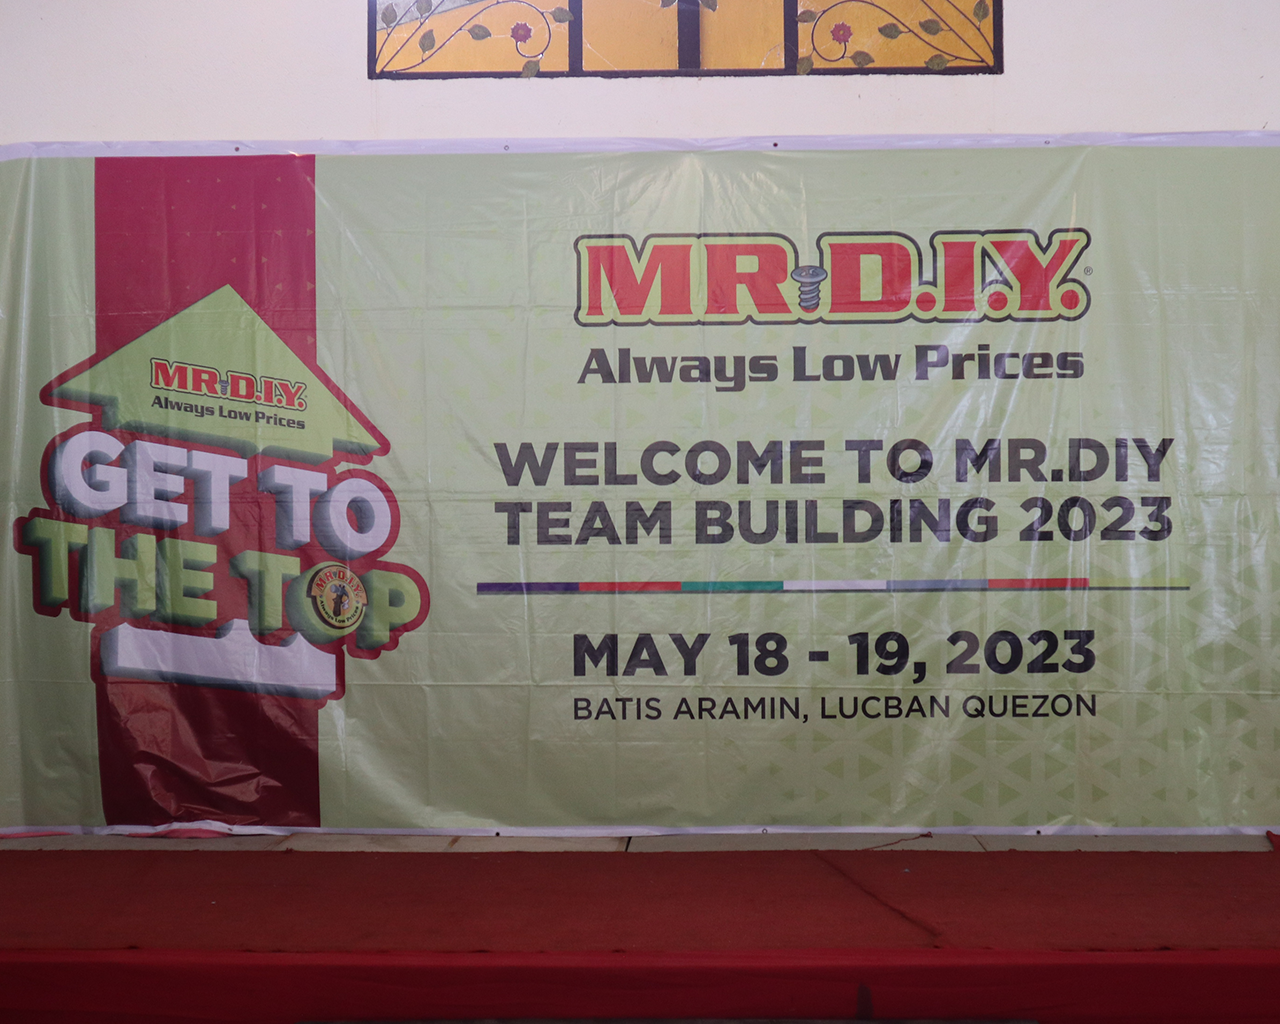 MR.D.I.Y.
Always Low Prices
GET TO
THE TOP
MR D.I.Y.®
Always Low Prices
WELCOME TO MR.DIY
TEAM BUILDING 2023
MAY 18 - 19, 2023
BATIS ARAMIN, LUCBAN QUEZON